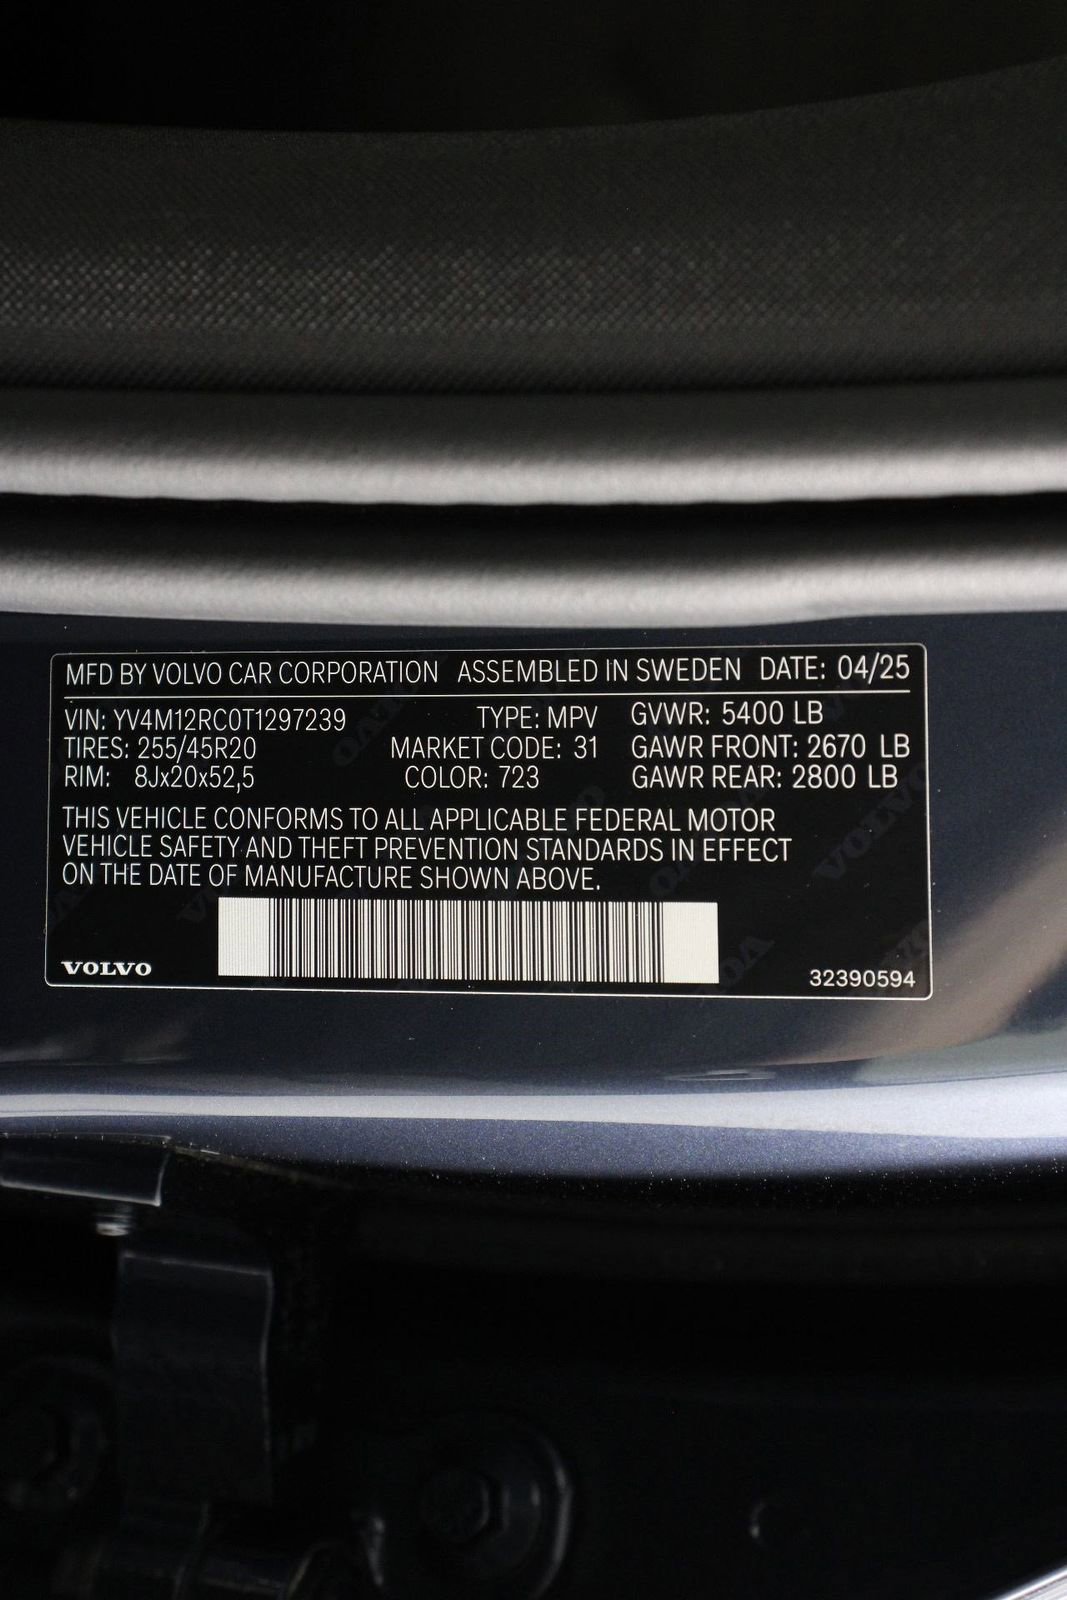 MFD BY VOLVO CAR CORPORATION ASSEMBLED IN SWEDEN DATE: 04/25
VIN: YV4M12RC0T1297239 TYPE: MPV GVWR: 5400 LB
TIRES: 255/45R20 MARKET CODE: 31 GAWR FRONT: 2670 LB
RIM: 8Jx20x52,5 COLOR: 723 GAWR REAR: 2800 LB
THIS VEHICLE CONFORMS TO ALL APPLICABLE FEDERAL MOTOR
VEHICLE SAFETY AND THEFT PREVENTION STANDARDS IN EFFECT
ON THE DATE OF MANUFACTURE SHOWN ABOVE.
VOLVO 32390594